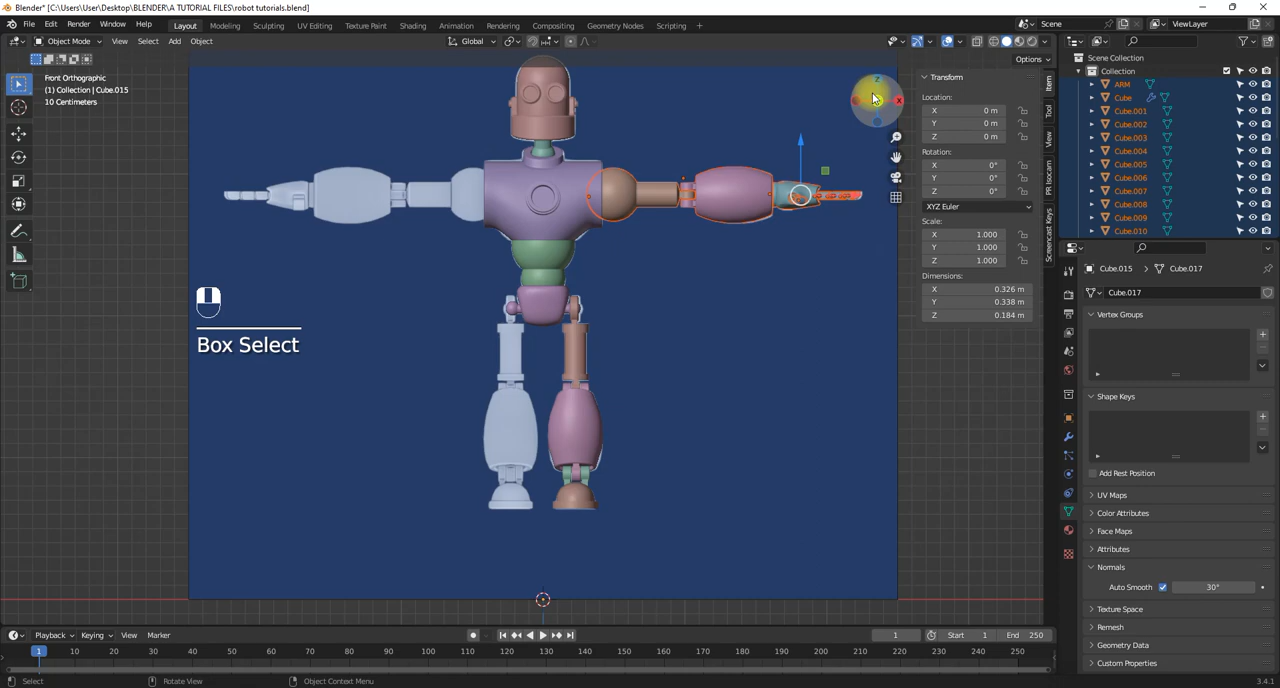 Blender* [C:\Users\User\Desktop\BLENDER\A TUTORIAL FILES\robot tutorials.blend]
File Edit Render Window Help Layout Modeling Sculpting UV Editing Texture Paint Shading Animation Rendering Compositing Geometry Nodes Scripting + Scene ViewLayer
Object Mode View Select Add Object Global
Options
Front Orthographic
(1) Collection | Cube.015
10 Centimeters
Z
X
Box Select
Transform
Location:
X 0 m
Y 0 m
Z 0 m
Rotation:
X 0°
Y 0°
Z 0°
XYZ Euler
Scale:
X 1.000
Y 1.000
Z 1.000
Dimensions:
X 0.326 m
Y 0.338 m
Z 0.184 m
Item
Tool
View
PR Isocam
Screencast Keys
Scene Collection
Collection
ARM
Cube
Cube.001
Cube.002
Cube.003
Cube.004
Cube.005
Cube.006
Cube.007
Cube.008
Cube.009
Cube.010
Cube.015 > Cube.017
Cube.017
Vertex Groups
Shape Keys
Add Rest Position
UV Maps
Color Attributes
Face Maps
Attributes
Normals
Auto Smooth 30°
Texture Space
Remesh
Geometry Data
Custom Properties
Playback Keying View Marker 1 Start 1 End 250
1 10 20 30 40 50 60 70 80 90 100 110 120 130 140 150 160 170 180 190 200 210 220 230 240 250
Select Rotate View Object Context Menu 3.4.1